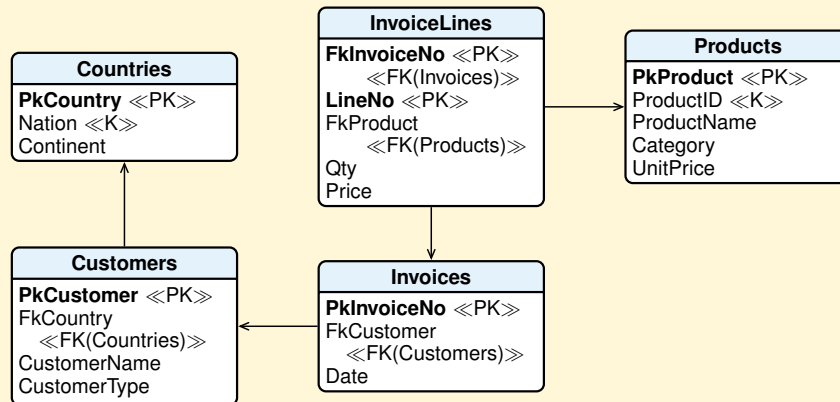 InvoiceLines
FkInvoiceNo ≪PK≫
≪FK(Invoices)≫
LineNo ≪PK≫
FkProduct
≪FK(Products)≫
Qty
Price
Products
PkProduct ≪PK≫
ProductID ≪K≫
ProductName
Category
UnitPrice
Countries
PkCountry ≪PK≫
Nation ≪K≫
Continent
Customers
PkCustomer ≪PK≫
FkCountry
≪FK(Countries)≫
CustomerName
CustomerType
Invoices
PkInvoiceNo ≪PK≫
FkCustomer
≪FK(Customers)≫
Date